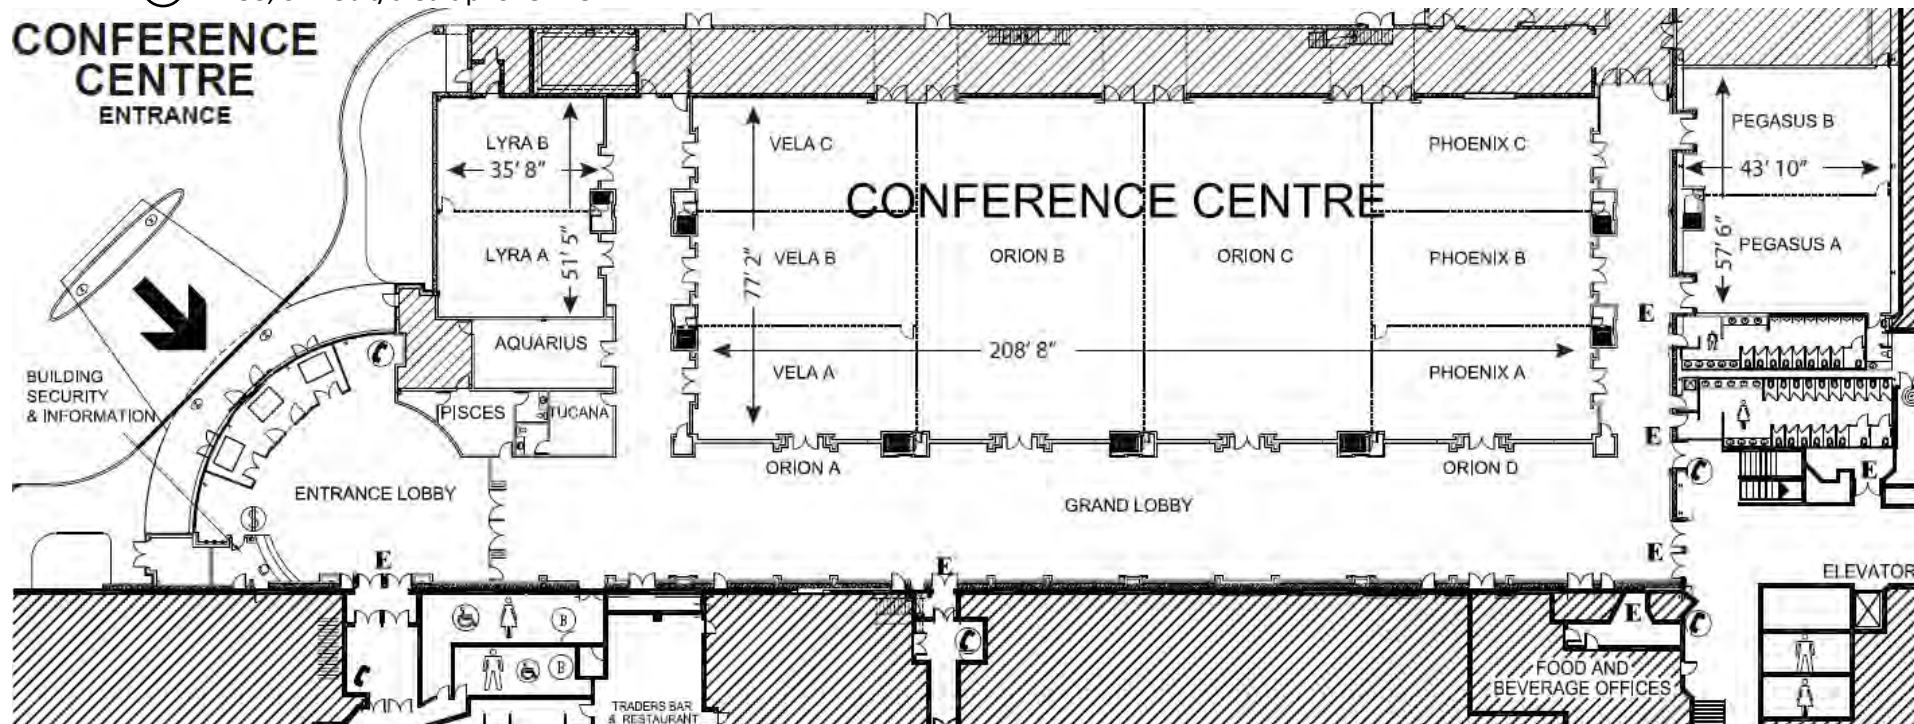 CONFERENCE
CENTRE
ENTRANCE
LYRA B
35' 8"
LYRA A
51' 5"
AQUARIUS
PISCES
TUCANA
VELA C
VELA B
VELA A
77' 2"
CONFERENCE CENTRE
ORION B
ORION C
208' 8"
PHOENIX C
PHOENIX B
PHOENIX A
PEGASUS B
43' 10"
PEGASUS A
57' 6"
E
BUILDING
SECURITY
& INFORMATION
ENTRANCE LOBBY
$
ORION A
ORION D
GRAND LOBBY
E
E
E
E
E
E
ELEVATOR
B
B
TRADERS BAR
& RESTAURANT
FOOD AND
BEVERAGE OFFICES